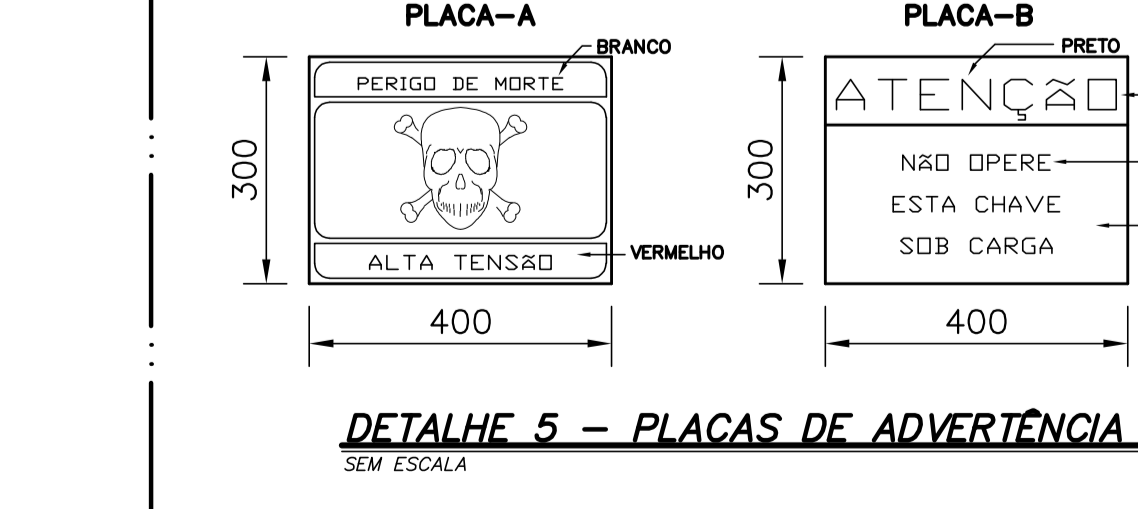 PLACA-A
BRANCO
PERIGO DE MORTE
300
ALTA TENSÃO
VERMELHO
400
PLACA-B
PRETO
ATENÇÃO
300
NÃO OPERE
ESTA CHAVE
SOB CARGA
400
DETALHE 5 - PLACAS DE ADVERTÊNCIA
SEM ESCALA